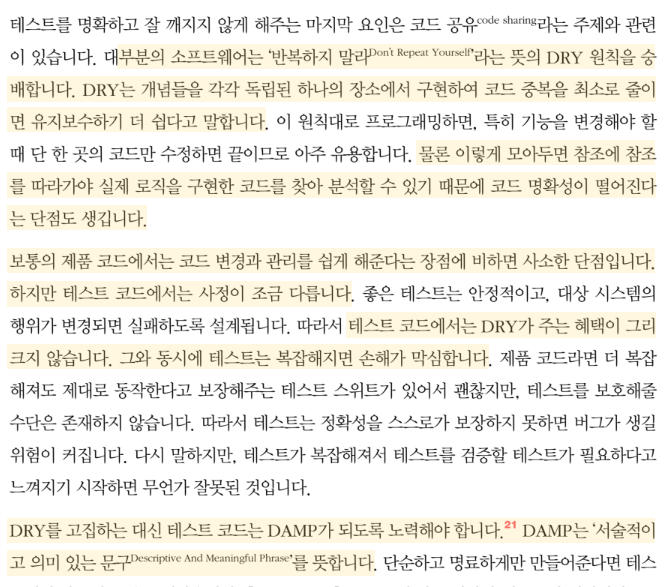 테스트를 명확하고 잘 깨지지 않게 해주는 마지막 요인은 코드 공유code sharing라는 주제와 관련
이 있습니다. 대부분의 소프트웨어는 ‘반복하지 말라Don't Repeat Yourself’라는 뜻의 DRY 원칙을 숭
배합니다. DRY는 개념들을 각각 독립된 하나의 장소에서 구현하여 코드 중복을 최소로 줄이
면 유지보수하기 더 쉽다고 말합니다. 이 원칙대로 프로그래밍하면, 특히 기능을 변경해야 할
때 단 한 곳의 코드만 수정하면 끝이므로 아주 유용합니다. 물론 이렇게 모아두면 참조에 참조
를 따라가야 실제 로직을 구현한 코드를 찾아 분석할 수 있기 때문에 코드 명확성이 떨어진다
는 단점도 생깁니다.
보통의 제품 코드에서는 코드 변경과 관리를 쉽게 해준다는 장점에 비하면 사소한 단점입니다.
하지만 테스트 코드에서는 사정이 조금 다릅니다. 좋은 테스트는 안정적이고, 대상 시스템의
행위가 변경되면 실패하도록 설계됩니다. 따라서 테스트 코드에서는 DRY가 주는 혜택이 그리
크지 않습니다. 그와 동시에 테스트는 복잡해지면 손해가 막심합니다. 제품 코드라면 더 복잡
해져도 제대로 동작한다고 보장해주는 테스트 스위트가 있어서 괜찮지만, 테스트를 보호해줄
수단은 존재하지 않습니다. 따라서 테스트는 정확성을 스스로가 보장하지 못하면 버그가 생길
위험이 커집니다. 다시 말하지만, 테스트가 복잡해져서 테스트를 검증할 테스트가 필요하다고
느껴지기 시작하면 무언가 잘못된 것입니다.
DRY를 고집하는 대신 테스트 코드는 DAMP가 되도록 노력해야 합니다.21 DAMP는 ‘서술적이
고 의미 있는 문구Descriptive And Meaningful Phrase’를 뜻합니다. 단순하고 명료하게만 만들어준다면 테스